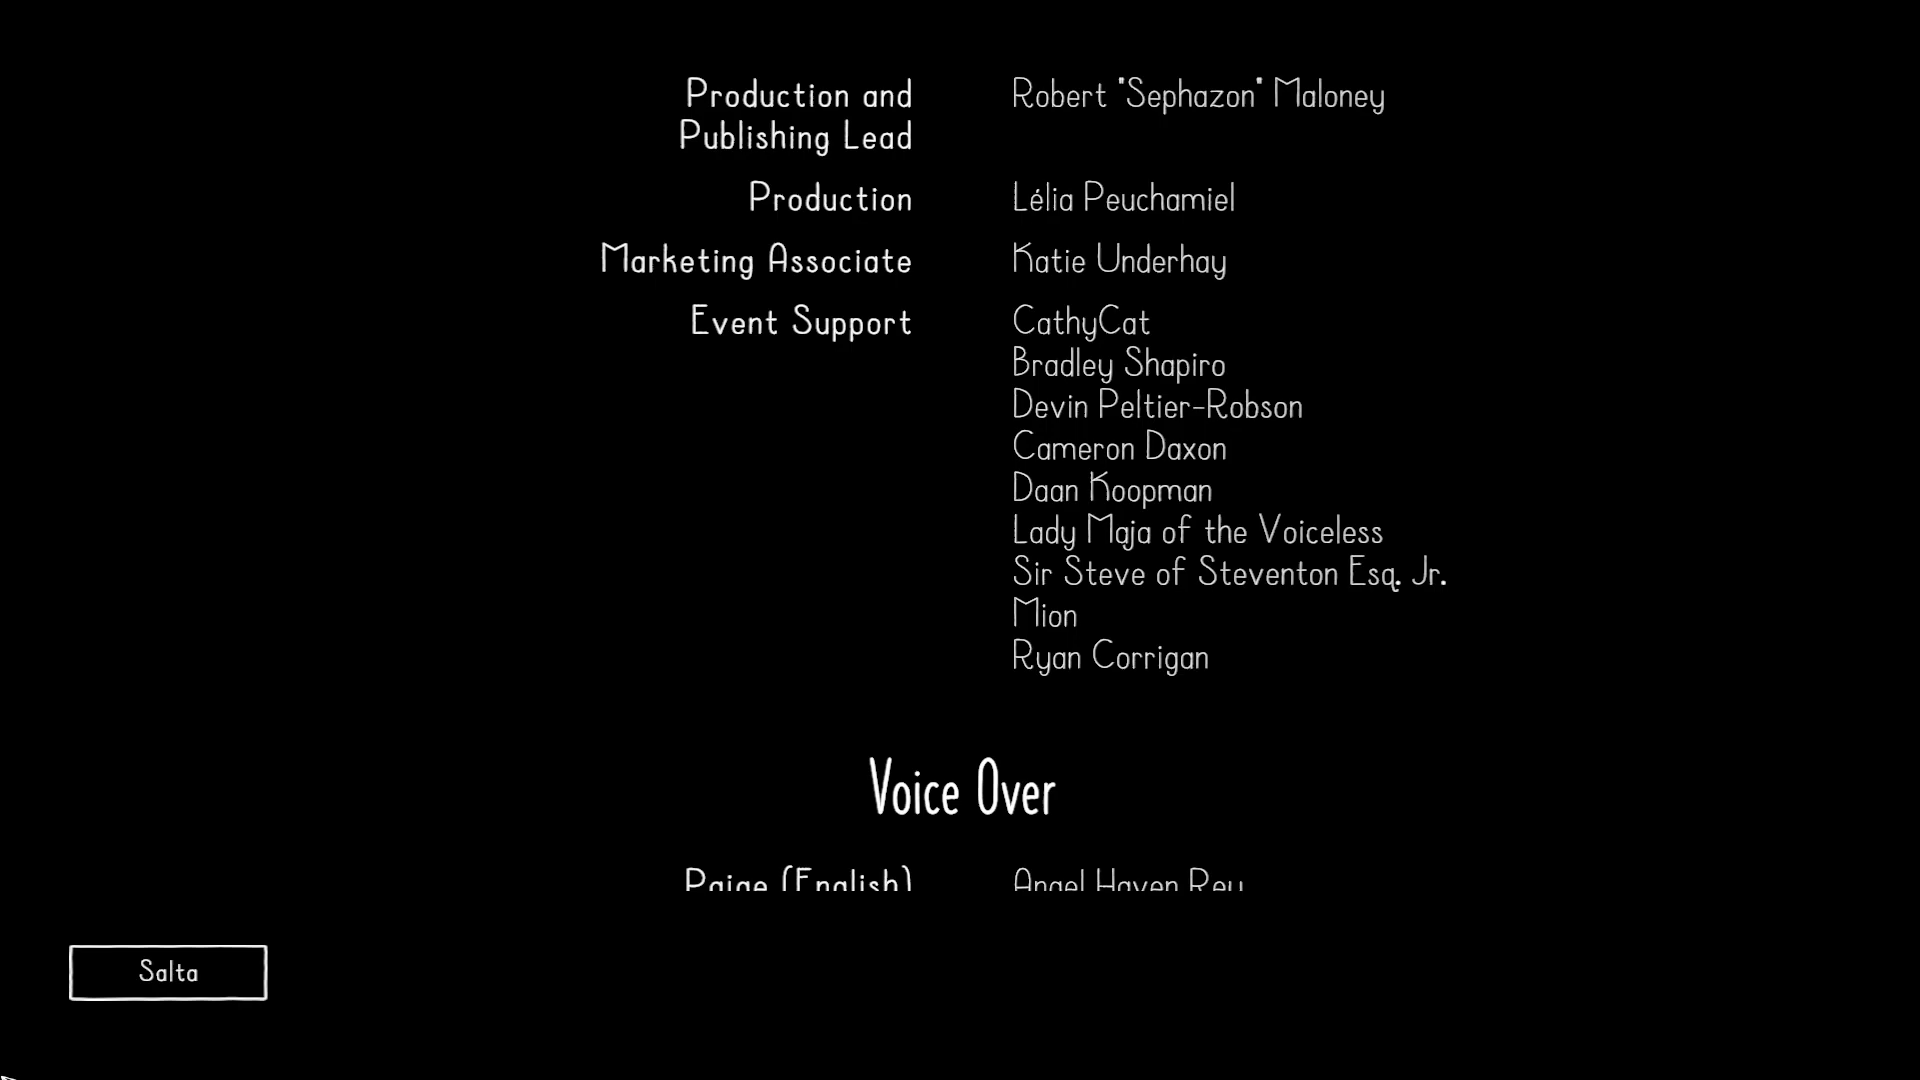 Production and Robert "Sephazon" Maloney
Publishing Lead
Production Lélia Peuchamiel
Marketing Associate Katie Underhay
Event Support CathyCat
Bradley Shapiro
Devin Peltier-Robson
Cameron Daxon
Daan Koopman
Lady Maja of the Voiceless
Sir Steve of Steventon Esq. Jr.
Mion
Ryan Corrigan
Voice Over
Paige (English) Angel Haven Rey
Salta